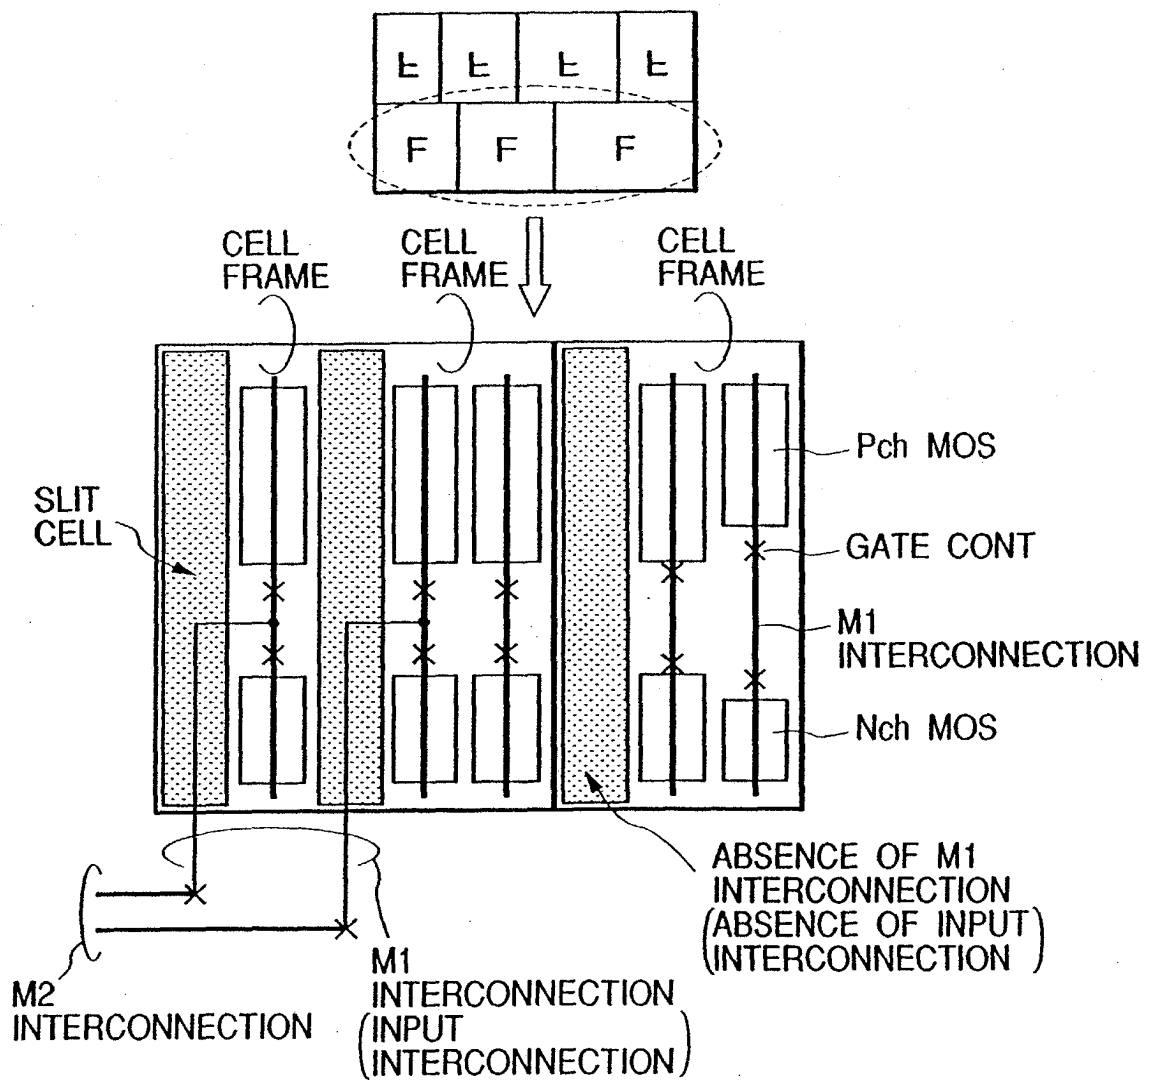 F F F F
F F F
CELL
FRAME
CELL
FRAME
CELL
FRAME
Pch MOS
SLIT
CELL
GATE CONT
M1
INTERCONNECTION
Nch MOS
ABSENCE OF M1
INTERCONNECTION
(ABSENCE OF INPUT
INTERCONNECTION)
M1
INTERCONNECTION
(INPUT
INTERCONNECTION)
M2
INTERCONNECTION